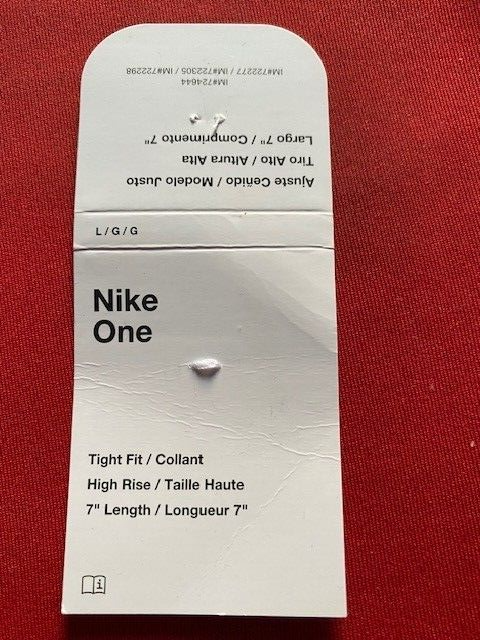 IM#722277 / IM#722305 / IM#722298
IM#724644
Largo 7" / Comprimento 7"
Tiro Alto / Altura Alta
Ajuste Ceñido / Modelo Justo
L / G / G
Nike
One
Tight Fit / Collant
High Rise / Taille Haute
7" Length / Longueur 7"
i